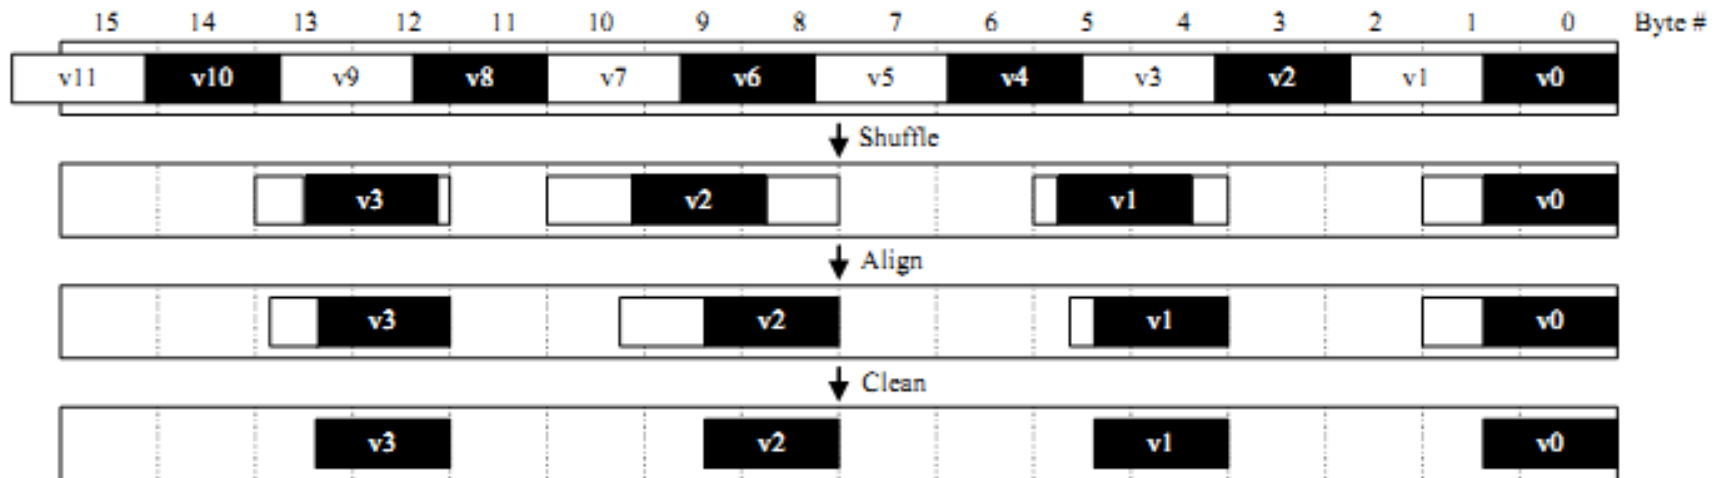 15 14 13 12 11 10 9 8 7 6 5 4 3 2 1 0 Byte #
v11 v10 v9 v8 v7 v6 v5 v4 v3 v2 v1 v0
Shuffle
v3 v2 v1 v0
Align
v3 v2 v1 v0
Clean
v3 v2 v1 v0